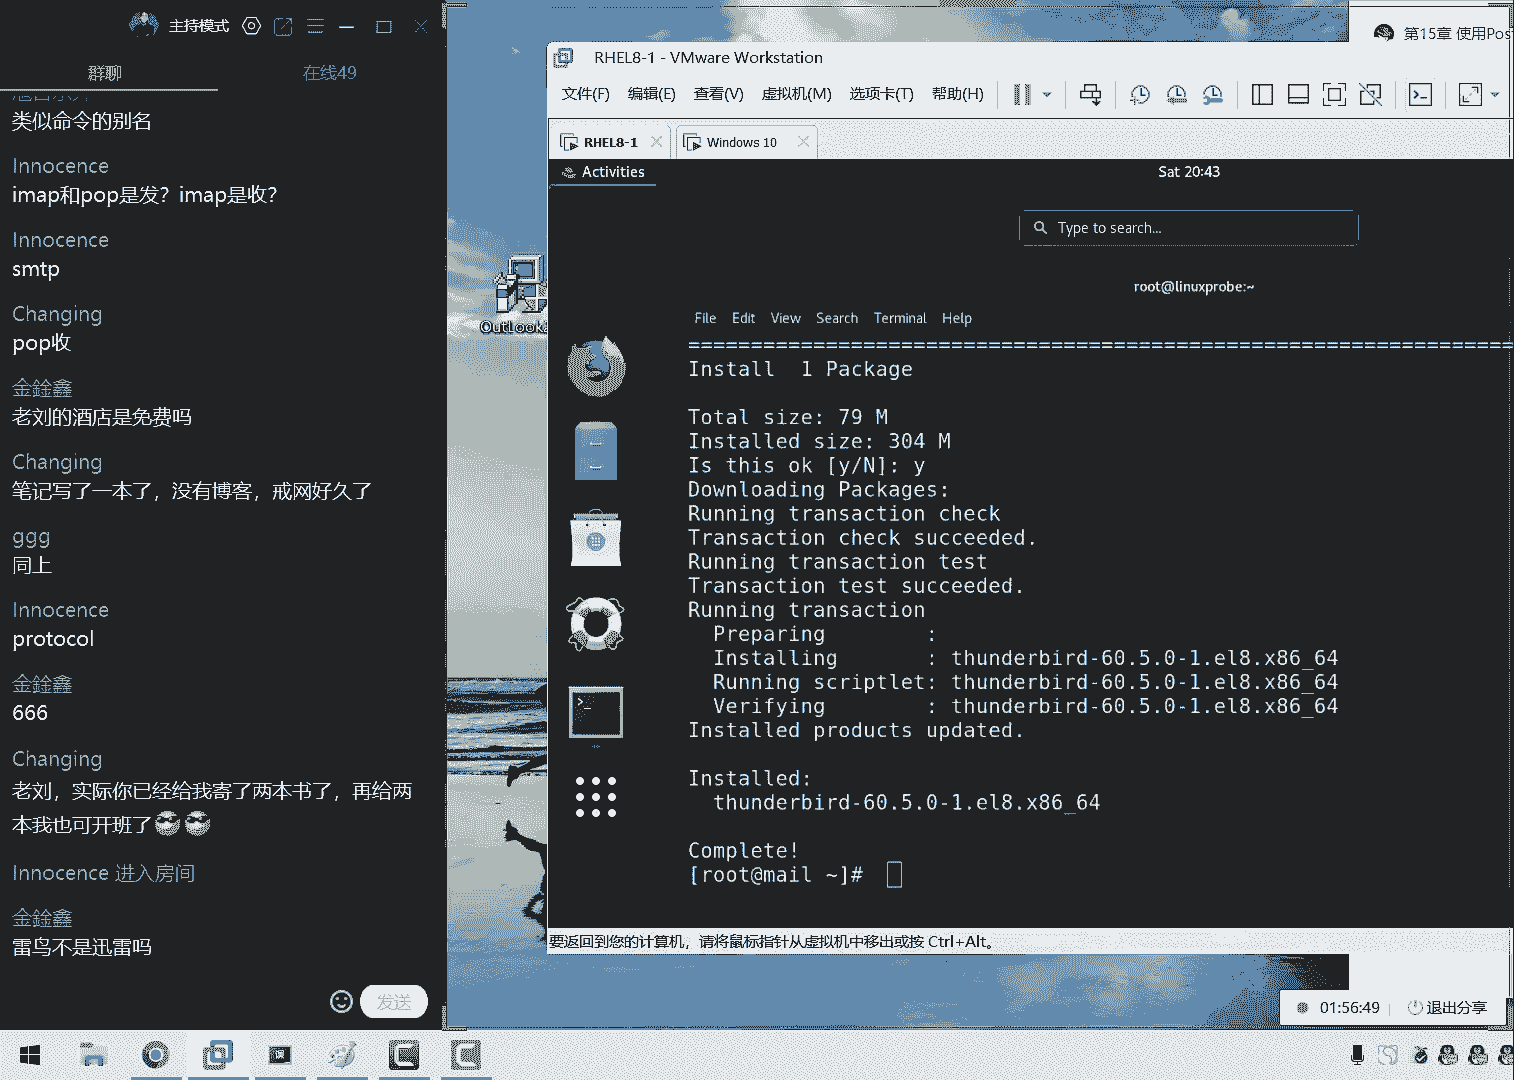 主持模式
群聊
在线49
类似命令的别名
Innocence
imap和pop是发？imap是收？
Innocence
smtp
Changing
pop收
金鍂鑫
老刘的酒店是免费吗
Changing
笔记写了一本了，没有博客，戒网好久了
ggg
同上
Innocence
protocol
金鍂鑫
666
Changing
老刘，实际你已经给我寄了两本书了，再给两
本我也可开班了
Innocence 进入房间
金鍂鑫
雷鸟不是迅雷吗
发送
OutLook
第15章 使用Pos
RHEL8-1 - VMware Workstation
文件(F) 编辑(E) 查看(V) 虚拟机(M) 选项卡(T) 帮助(H)
RHEL8-1
Windows 10
Activities
Sat 20:43
Type to search...
root@linuxprobe:~
File Edit View Search Terminal Help
Install  1 Package
Total size: 79 M
Installed size: 304 M
Is this ok [y/N]: y
Downloading Packages:
Running transaction check
Transaction check succeeded.
Running transaction test
Transaction test succeeded.
Running transaction
Preparing        :
Installing       : thunderbird-60.5.0-1.el8.x86_64
Running scriptlet: thunderbird-60.5.0-1.el8.x86_64
Verifying        : thunderbird-60.5.0-1.el8.x86_64
Installed products updated.
Installed:
thunderbird-60.5.0-1.el8.x86_64
Complete!
[root@mail ~]#
要返回到您的计算机，请将鼠标指针从虚拟机中移出或按 Ctrl+Alt。
01:56:49
退出分享